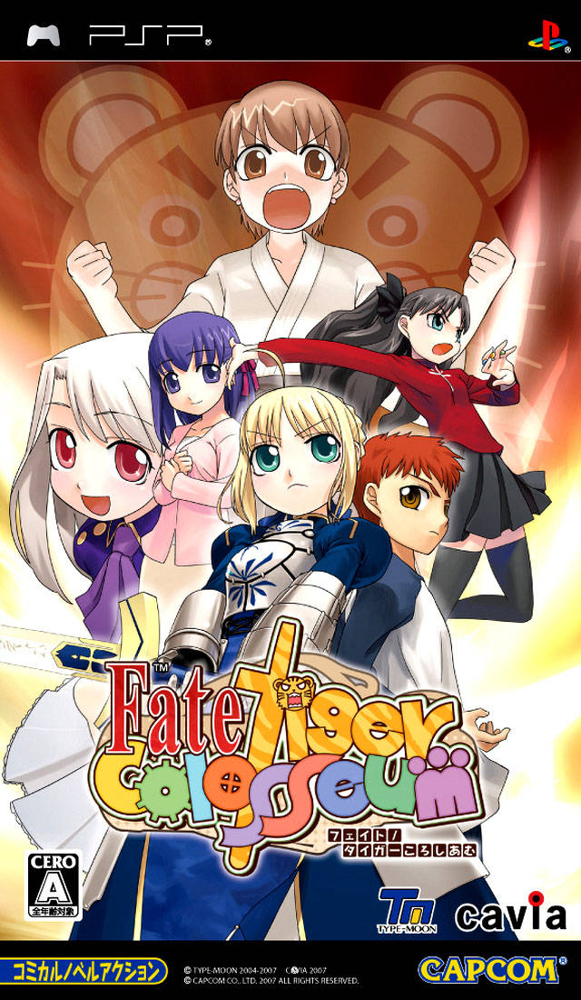 PSP®
™
Fate/tiger
colosseum
フェイト/
タイガーころしあむ
CERO
A
全年齢対象
TM
TYPE-MOON
cavia
コミカルノベルアクション
© TYPE-MOON 2004-2007 CAVIA 2007
© CAPCOM CO., LTD. 2007 ALL RIGHTS RESERVED.
CAPCOM®